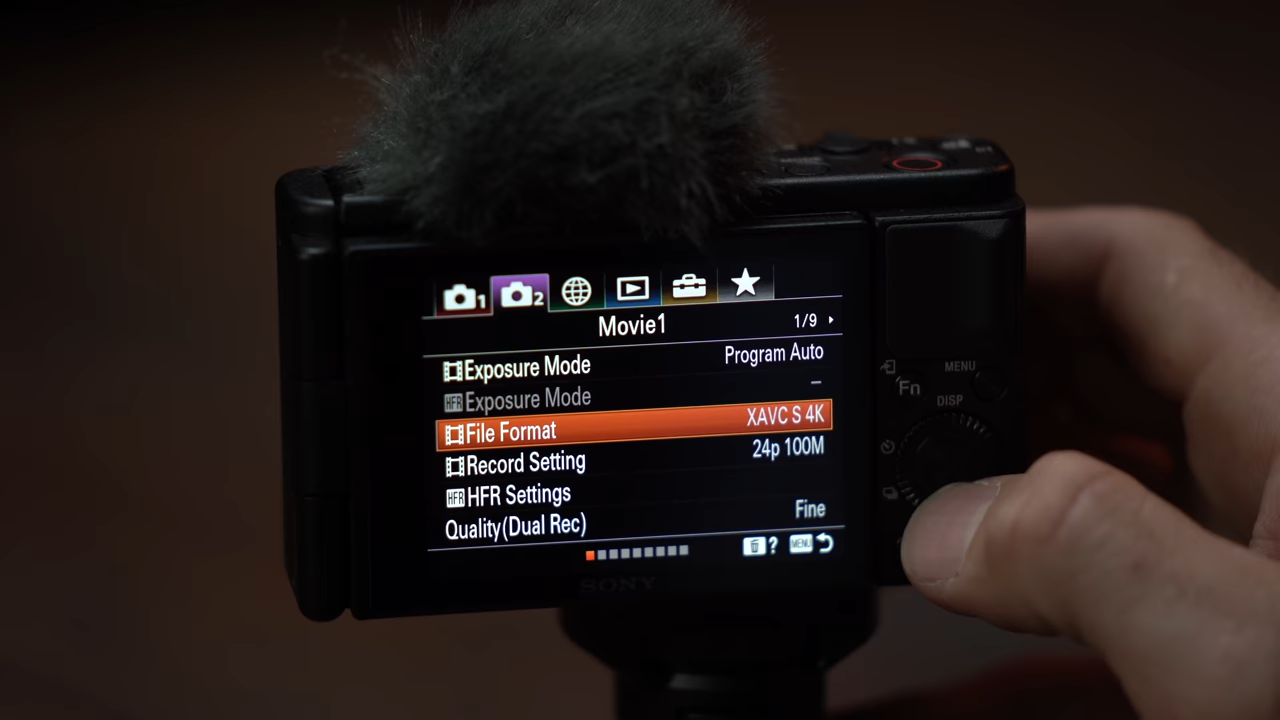 1 2
Movie1 1/9
Exposure Mode Program Auto
HFR Exposure Mode –
File Format XAVC S 4K
Record Setting 24p 100M
HFR HFR Settings
Quality(Dual Rec) Fine
? MENU
SONY
MENU
Fn
DISP